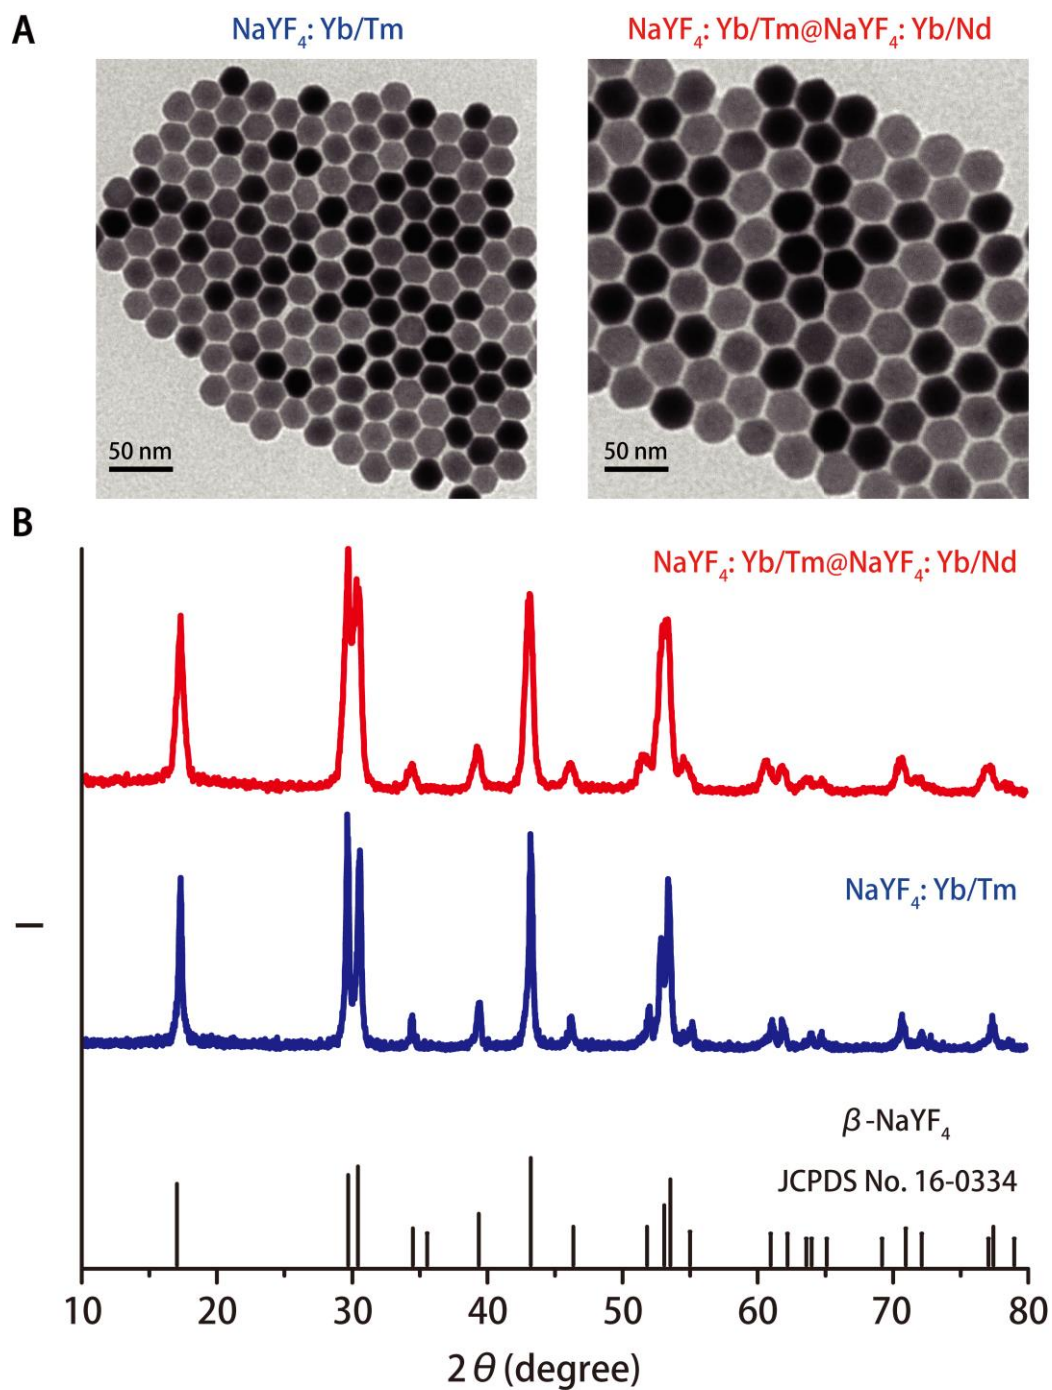 A
NaYF₄: Yb/Tm
NaYF₄: Yb/Tm@NaYF₄: Yb/Nd
50 nm
50 nm
B
NaYF₄: Yb/Tm@NaYF₄: Yb/Nd
NaYF₄: Yb/Tm
I
β-NaYF₄
JCPDS No. 16-0334
10 20 30 40 50 60 70 80
2θ (degree)